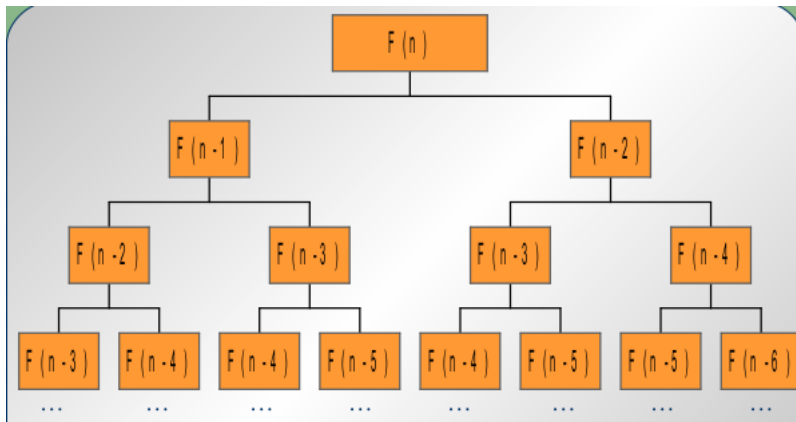 F(n)
F(n-1) F(n-2)
F(n-2) F(n-3) F(n-3) F(n-4)
F(n-3) F(n-4) F(n-4) F(n-5) F(n-4) F(n-5) F(n-5) F(n-6)
... ... ... ... ... ... ... ...